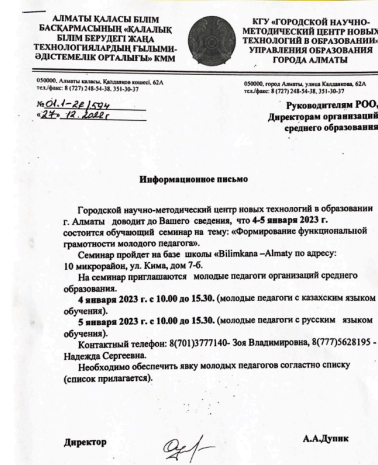 АЛМАТЫ ҚАЛАСЫ БІЛІМ
БАСҚАРМАСЫНЫҢ «ҚАЛАЛЫҚ
БІЛІМ БЕРУДЕГІ ЖАҢА
ТЕХНОЛОГИЯЛАРДЫҢ ҒЫЛЫМИ-
ӘДІСТЕМЕЛІК ОРТАЛЫҒЫ» КММ
КГУ «ГОРОДСКОЙ НАУЧНО-
МЕТОДИЧЕСКИЙ ЦЕНТР НОВЫХ
ТЕХНОЛОГИЙ В ОБРАЗОВАНИИ»
УПРАВЛЕНИЯ ОБРАЗОВАНИЯ
ГОРОДА АЛМАТЫ
050000, Алматы қаласы, Қалдаяков көшесі, 62А
тел./факс: 8 (727) 248-54-38, 351-30-37
050000, город Алматы, улица Калдаякова, 62А
тел./факс: 8 (727) 248-54-38, 351-30-37
№ 01.1-22/594
«27» 12.2022г
Руководителям РОО,
Директорам организаций
среднего образования
Информационное письмо
Городской научно-методический центр новых технологий в образовании
г. Алматы доводит до Вашего сведения, что 4-5 января 2023 г.
состоится обучающий семинар на тему: «Формирование функциональной
грамотности молодого педагога».
Семинар пройдет на базе школы «Bilimkana –Almaty по адресу:
10 микрорайон, ул. Кима, дом 7-б.
На семинар приглашаются молодые педагоги организаций среднего
образования.
4 января 2023 г. с 10.00 до 15.30. (молодые педагоги с казахским языком
обучения).
5 января 2023 г. с 10.00 до 15.30. (молодые педагоги с русским языком
обучения).
Контактный телефон: 8(701)3777140- Зоя Владимировна, 8(777)5628195 -
Надежда Сергеевна.
Необходимо обеспечить явку молодых педагогов согластно списку
(список прилагается).
Директор
А.А.Дупик